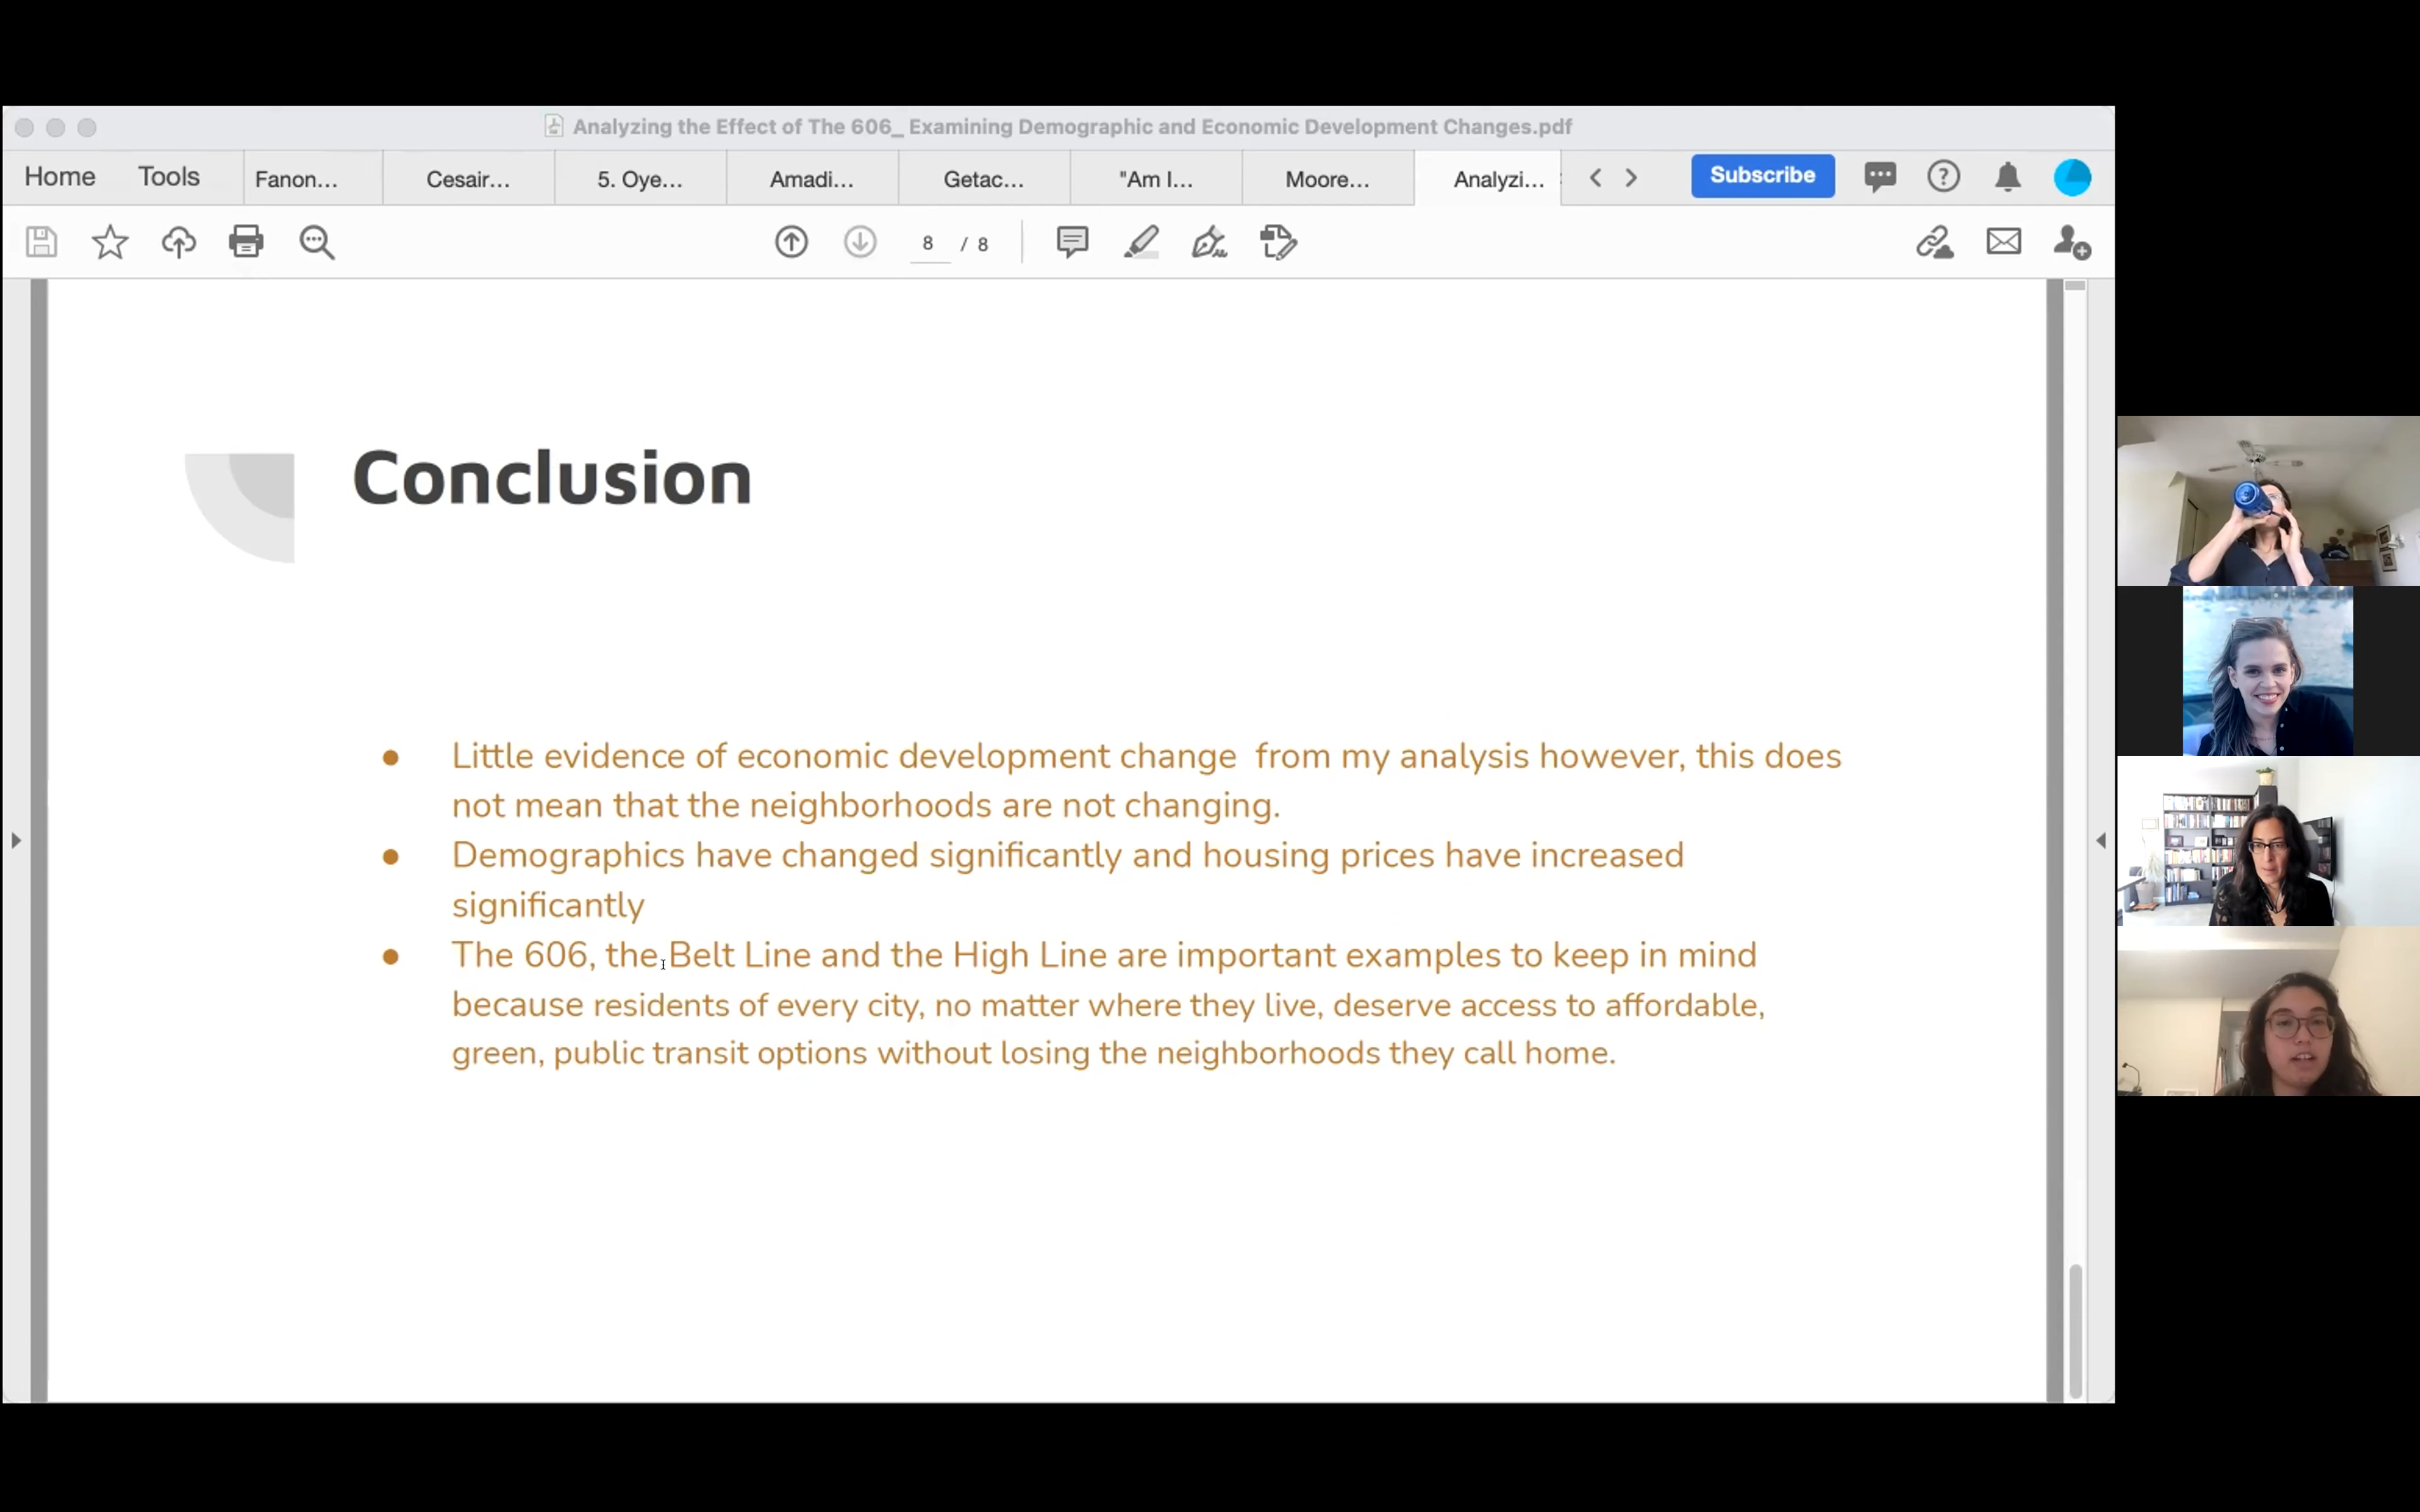 Analyzing the Effect of The 606_ Examining Demographic and Economic Development Changes.pdf
Home Tools Fanon... Cesair... 5. Oye... Amadi... Getac... "Am I... Moore... Analyzi... Subscribe
8 / 8
Conclusion
● Little evidence of economic development change  from my analysis however, this does
not mean that the neighborhoods are not changing.
● Demographics have changed significantly and housing prices have increased
significantly
● The 606, the Belt Line and the High Line are important examples to keep in mind
because residents of every city, no matter where they live, deserve access to affordable,
green, public transit options without losing the neighborhoods they call home.